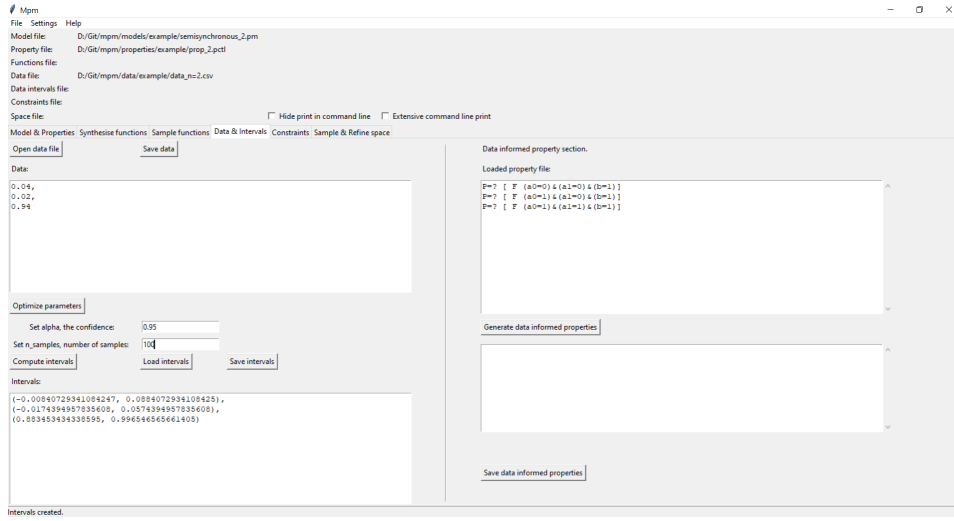 Mpm
File Settings Help
Model file: D:/Git/mpm/models/example/semisynchronous_2.pm
Property file: D:/Git/mpm/properties/example/prop_2.pctl
Functions file:
Data file: D:/Git/mpm/data/example/data_n=2.csv
Data intervals file:
Constraints file:
Space file: Hide print in command line Extensive command line print
Model & Properties Synthesise functions Sample functions Data & Intervals Constraints Sample & Refine space
Open data file Save data
Data:
0.04,
0.02,
0.94
Optimize parameters
Set alpha, the confidence: 0.95
Set n_samples, number of samples: 100
Compute intervals Load intervals Save intervals
Intervals:
(-0.00840729341084247, 0.0884072934108425),
(-0.0174394957835608, 0.0574394957835608),
(0.883453434338595, 0.996546565661405)
Data informed property section.
Loaded property file:
P=? [ F (a0=0)&(a1=0)&(b=1)]
P=? [ F (a0=1)&(a1=0)&(b=1)]
P=? [ F (a0=1)&(a1=1)&(b=1)]
Generate data informed properties
Save data informed properties
Intervals created.